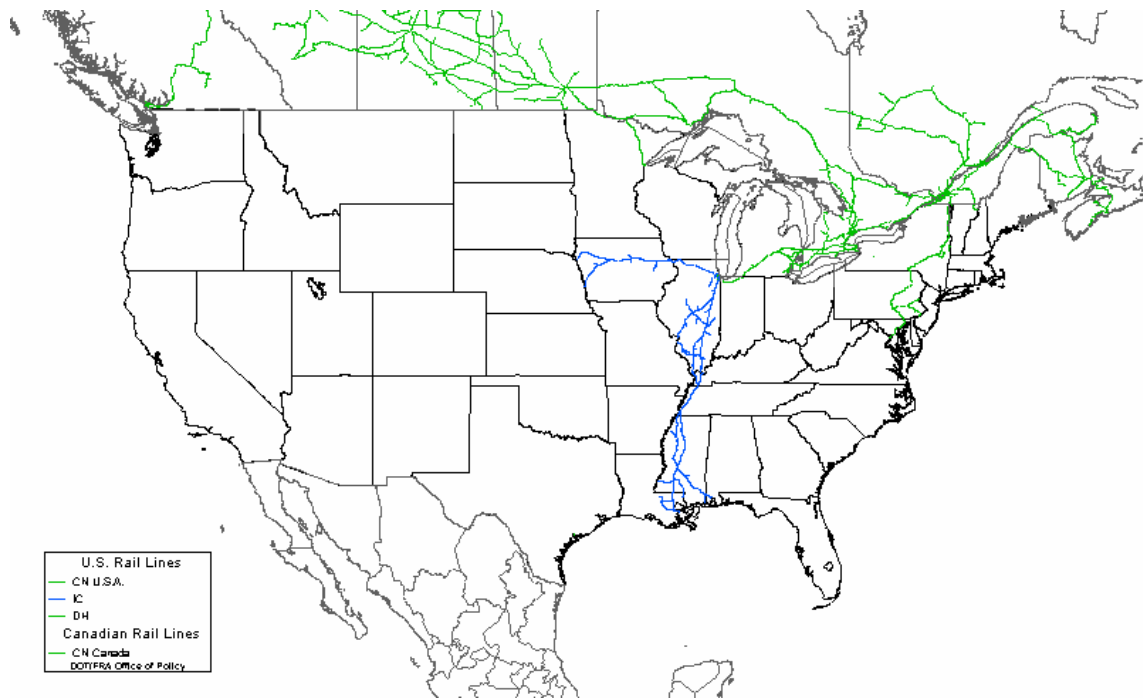 U.S. Rail Lines
CN U.S.A.
IC
DH
Canadian Rail Lines
CN Canada
DOT/FRA Office of Policy